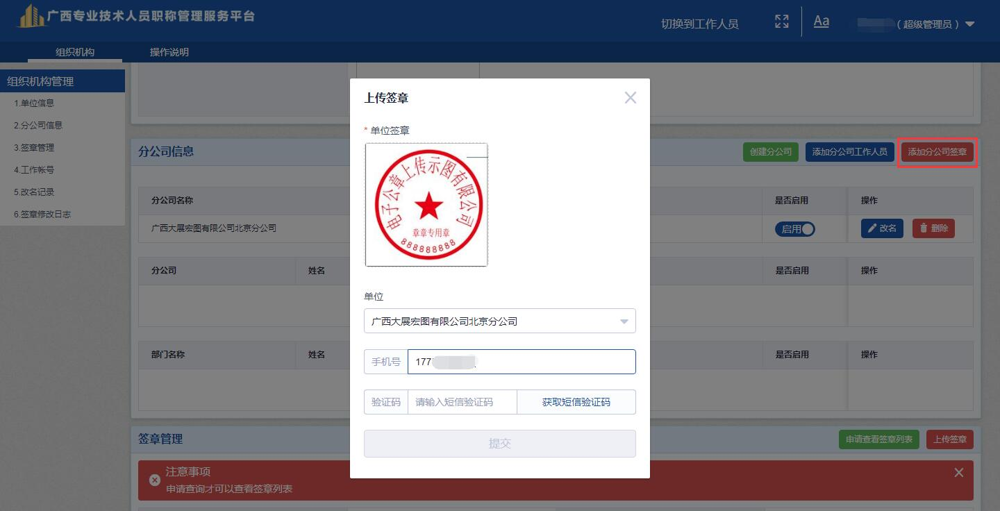 广西专业技术人员职称管理服务平台
切换到工作人员
Aa
（超级管理员）
组织机构
操作说明
组织机构管理
1.单位信息
2.分公司信息
3.签章管理
4.工作帐号
5.改名记录
6.签章修改日志
分公司信息
创建分公司
添加分公司工作人员
添加分公司签章
分公司名称
是否启用
操作
广西大展宏图有限公司北京分公司
启用
改名
删除
分公司
姓名
是否启用
操作
部门名称
姓名
是否启用
操作
签章管理
申请查看签章列表
上传签章
注意事项
申请查询才可以查看签章列表
上传签章
* 单位签章
电子公章上传示图有限公司
章章专用章
888888888
单位
广西大展宏图有限公司北京分公司
手机号
177
验证码
请输入短信验证码
获取短信验证码
提交